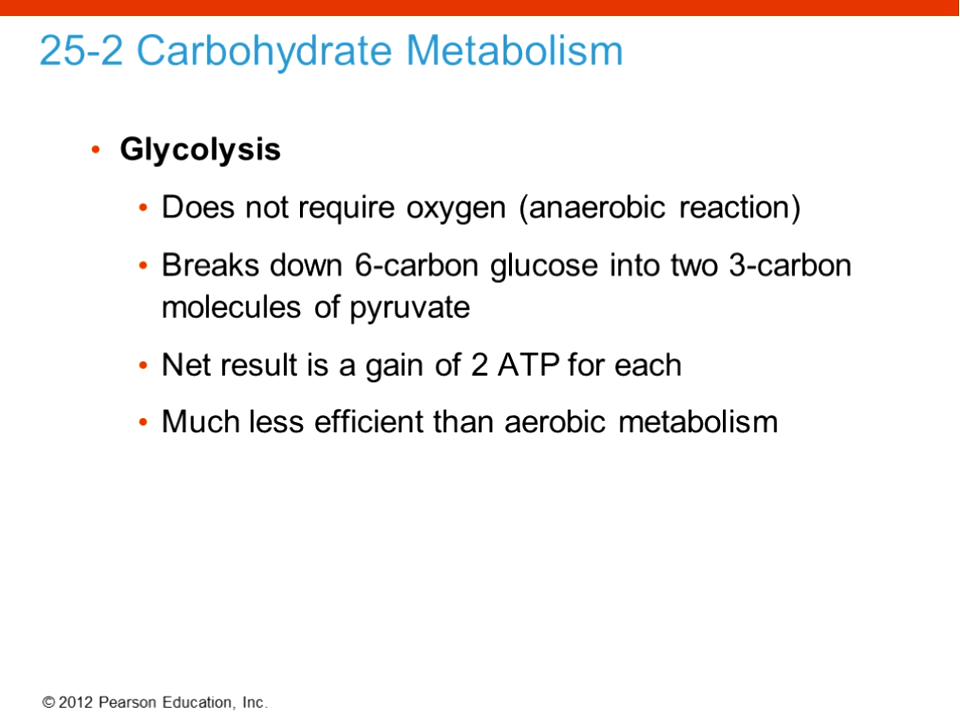 25-2 Carbohydrate Metabolism
• Glycolysis
• Does not require oxygen (anaerobic reaction)
• Breaks down 6-carbon glucose into two 3-carbon
molecules of pyruvate
• Net result is a gain of 2 ATP for each
• Much less efficient than aerobic metabolism
© 2012 Pearson Education, Inc.